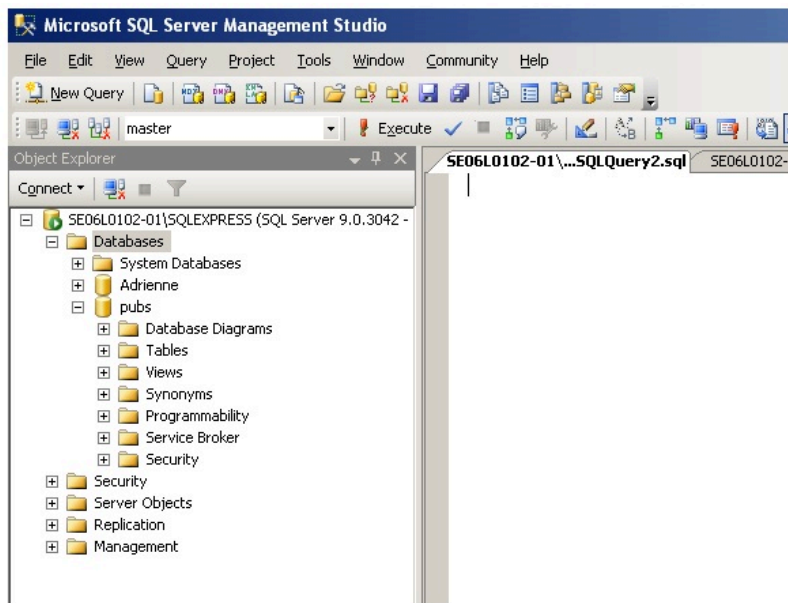 Microsoft SQL Server Management Studio
File Edit View Query Project Tools Window Community Help
New Query
master Execute
Object Explorer
SE06L0102-01\...SQLQuery2.sql SE06L0102-
Connect
SE06L0102-01\SQLEXPRESS (SQL Server 9.0.3042 -
Databases
System Databases
Adrienne
pubs
Database Diagrams
Tables
Views
Synonyms
Programmability
Service Broker
Security
Security
Server Objects
Replication
Management